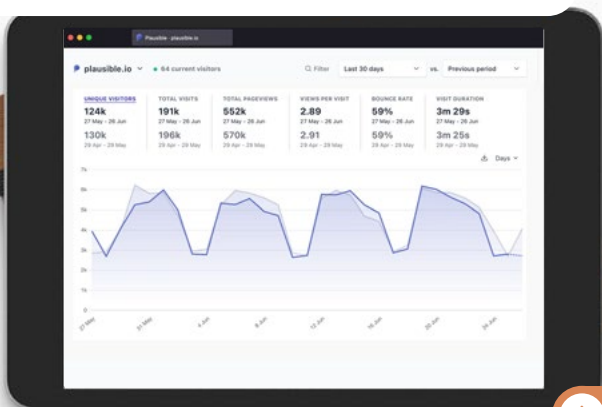 Plausible · plausible.io
plausible.io
64 current visitors
Filter
Last 30 days
vs.
Previous period
UNIQUE VISITORS
TOTAL VISITS
TOTAL PAGEVIEWS
VIEWS PER VISIT
BOUNCE RATE
VISIT DURATION
124k
191k
552k
2.89
59%
3m 29s
27 May - 26 Jun
27 May - 26 Jun
27 May - 26 Jun
27 May - 26 Jun
27 May - 26 Jun
27 May - 26 Jun
130k
196k
570k
2.91
59%
3m 25s
29 Apr - 29 May
29 Apr - 29 May
29 Apr - 29 May
29 Apr - 29 May
29 Apr - 29 May
29 Apr - 29 May
Days
7k
6k
5k
4k
3k
2k
1k
0
27 May
31 May
4 Jun
8 Jun
12 Jun
16 Jun
20 Jun
24 Jun